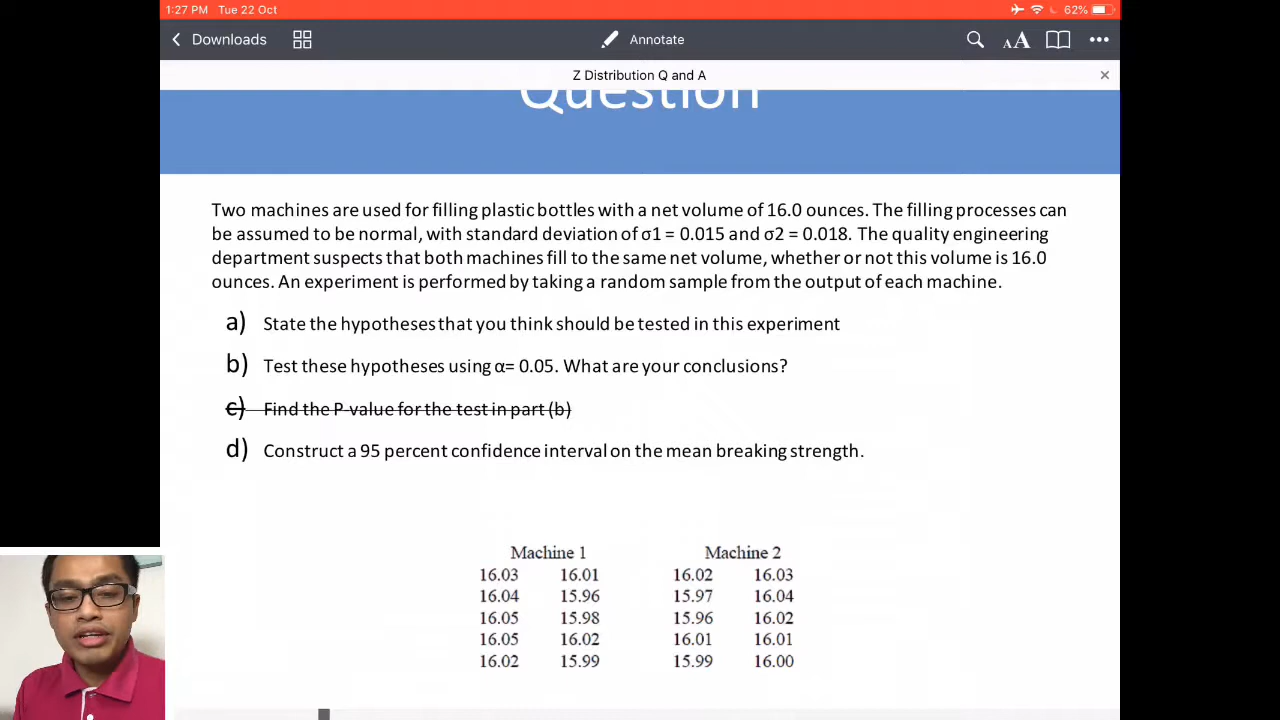 1:27 PM Tue 22 Oct 62%
Downloads Annotate AA
Z Distribution Q and A
Question
Two machines are used for filling plastic bottles with a net volume of 16.0 ounces. The filling processes can
be assumed to be normal, with standard deviation of σ1 = 0.015 and σ2 = 0.018. The quality engineering
department suspects that both machines fill to the same net volume, whether or not this volume is 16.0
ounces. An experiment is performed by taking a random sample from the output of each machine.
a) State the hypotheses that you think should be tested in this experiment
b) Test these hypotheses using α= 0.05. What are your conclusions?
c) Find the P-value for the test in part (b)
d) Construct a 95 percent confidence interval on the mean breaking strength.
Machine 1 Machine 2
16.03 16.01 16.02 16.03
16.04 15.96 15.97 16.04
16.05 15.98 15.96 16.02
16.05 16.02 16.01 16.01
16.02 15.99 15.99 16.00